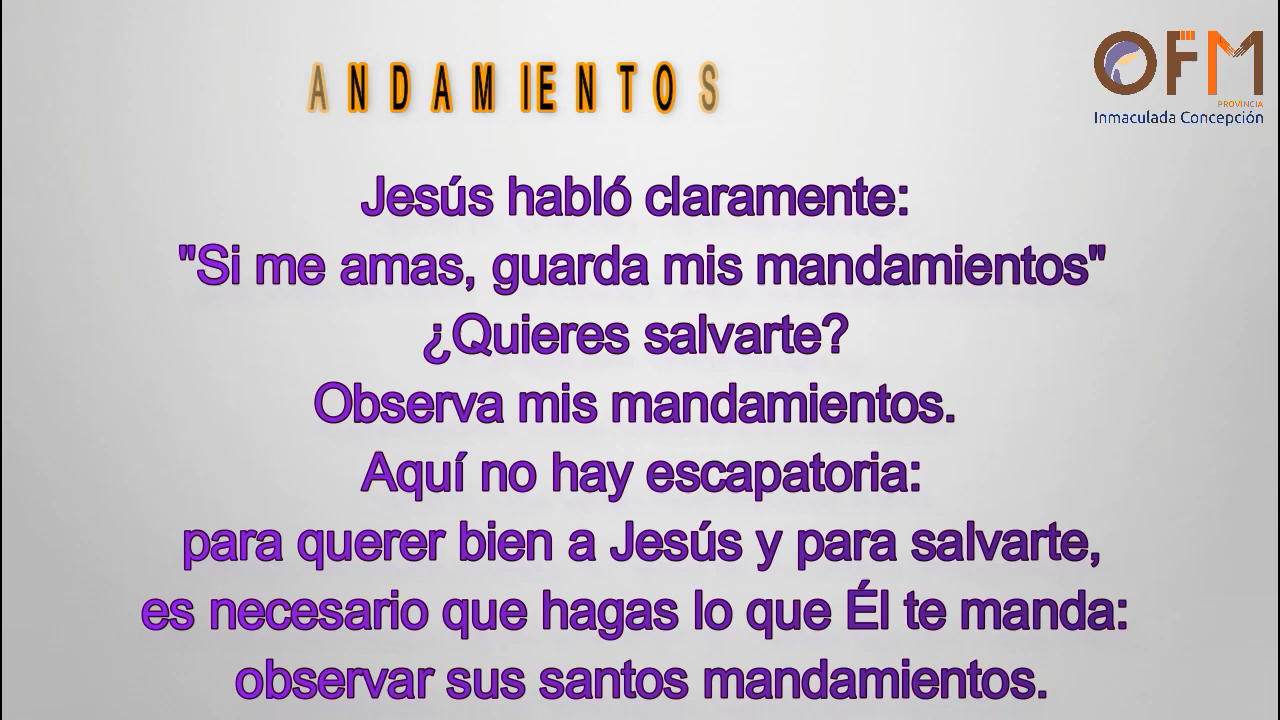 ANDAMIENTOS
OFM
PROVINCIA
Inmaculada Concepción
Jesús habló claramente:
"Si me amas, guarda mis mandamientos"
¿Quieres salvarte?
Observa mis mandamientos.
Aquí no hay escapatoria:
para querer bien a Jesús y para salvarte,
es necesario que hagas lo que Él te manda:
observar sus santos mandamientos.